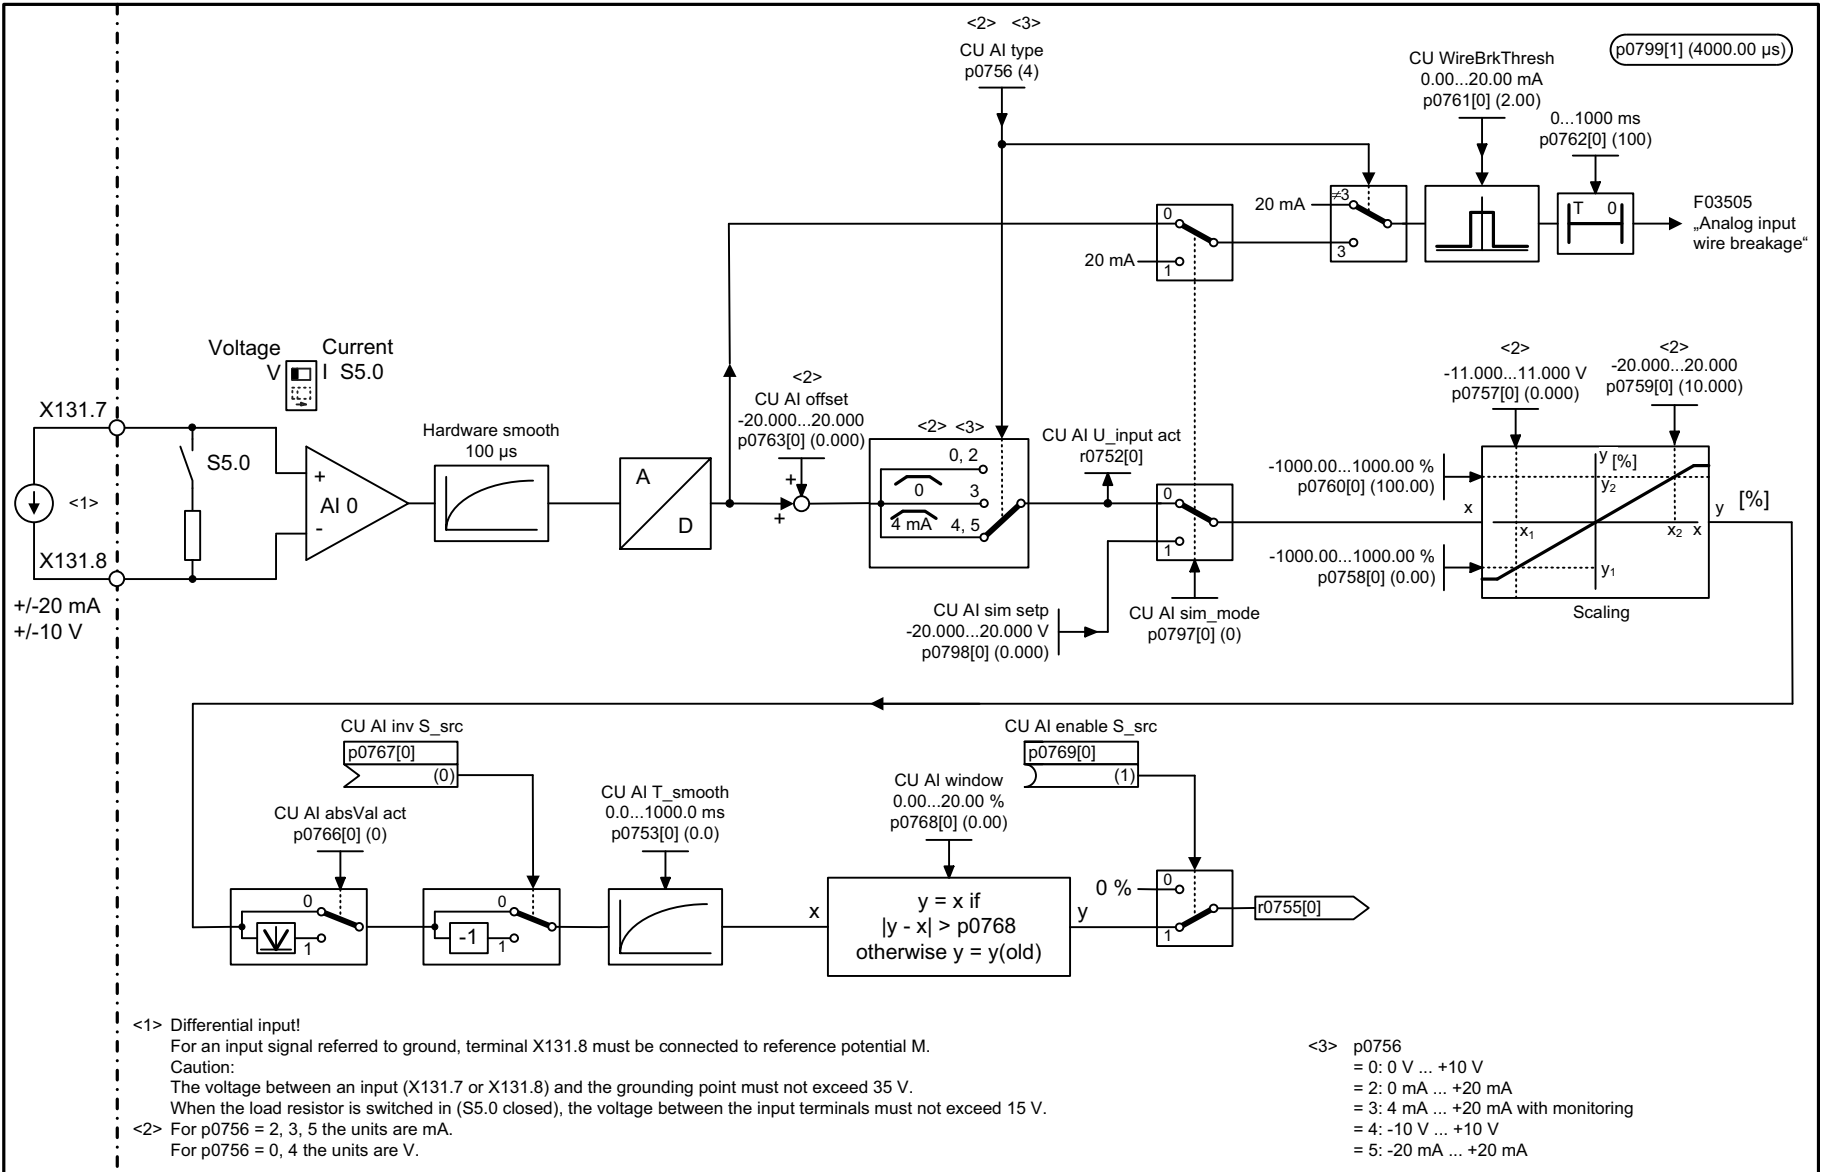 <2> <3>
CU AI type
p0756 (4)
p0799[1] (4000.00 µs)
CU WireBrkThresh
0.00...20.00 mA
p0761[0] (2.00)
0...1000 ms
p0762[0] (100)
20 mA
≠3
3
T 0
F03505
„Analog input
wire breakage“
0
20 mA
1
Voltage Current
V I S5.0
X131.7
S5.0
<1>
X131.8
+/-20 mA
+/-10 V
+
AI 0
-
Hardware smooth
100 µs
A
D
<2>
CU AI offset
-20.000...20.000
p0763[0] (0.000)
+
+
<2> <3>
0, 2
0
3
4 mA
4, 5
CU AI U_input act
r0752[0]
0
1
CU AI sim setp
-20.000...20.000 V
p0798[0] (0.000)
CU AI sim_mode
p0797[0] (0)
<2>
-11.000...11.000 V
p0757[0] (0.000)
<2>
-20.000...20.000
p0759[0] (10.000)
-1000.00...1000.00 %
p0760[0] (100.00)
x
-1000.00...1000.00 %
p0758[0] (0.00)
y [%]
y2
x1
x2 x
y1
y [%]
Scaling
CU AI inv S_src
p0767[0]
(0)
CU AI absVal act
p0766[0] (0)
0
1
0
-1
1
CU AI T_smooth
0.0...1000.0 ms
p0753[0] (0.0)
CU AI window
0.00...20.00 %
p0768[0] (0.00)
x
y = x if
|y - x| > p0768
otherwise y = y(old)
y
CU AI enable S_src
p0769[0]
(1)
0 %
0
1
r0755[0]
<1> Differential input!
For an input signal referred to ground, terminal X131.8 must be connected to reference potential M.
Caution:
The voltage between an input (X131.7 or X131.8) and the grounding point must not exceed 35 V.
When the load resistor is switched in (S5.0 closed), the voltage between the input terminals must not exceed 15 V.
<2> For p0756 = 2, 3, 5 the units are mA.
For p0756 = 0, 4 the units are V.
<3> p0756
= 0: 0 V ... +10 V
= 2: 0 mA ... +20 mA
= 3: 4 mA ... +20 mA with monitoring
= 4: -10 V ... +10 V
= 5: -20 mA ... +20 mA